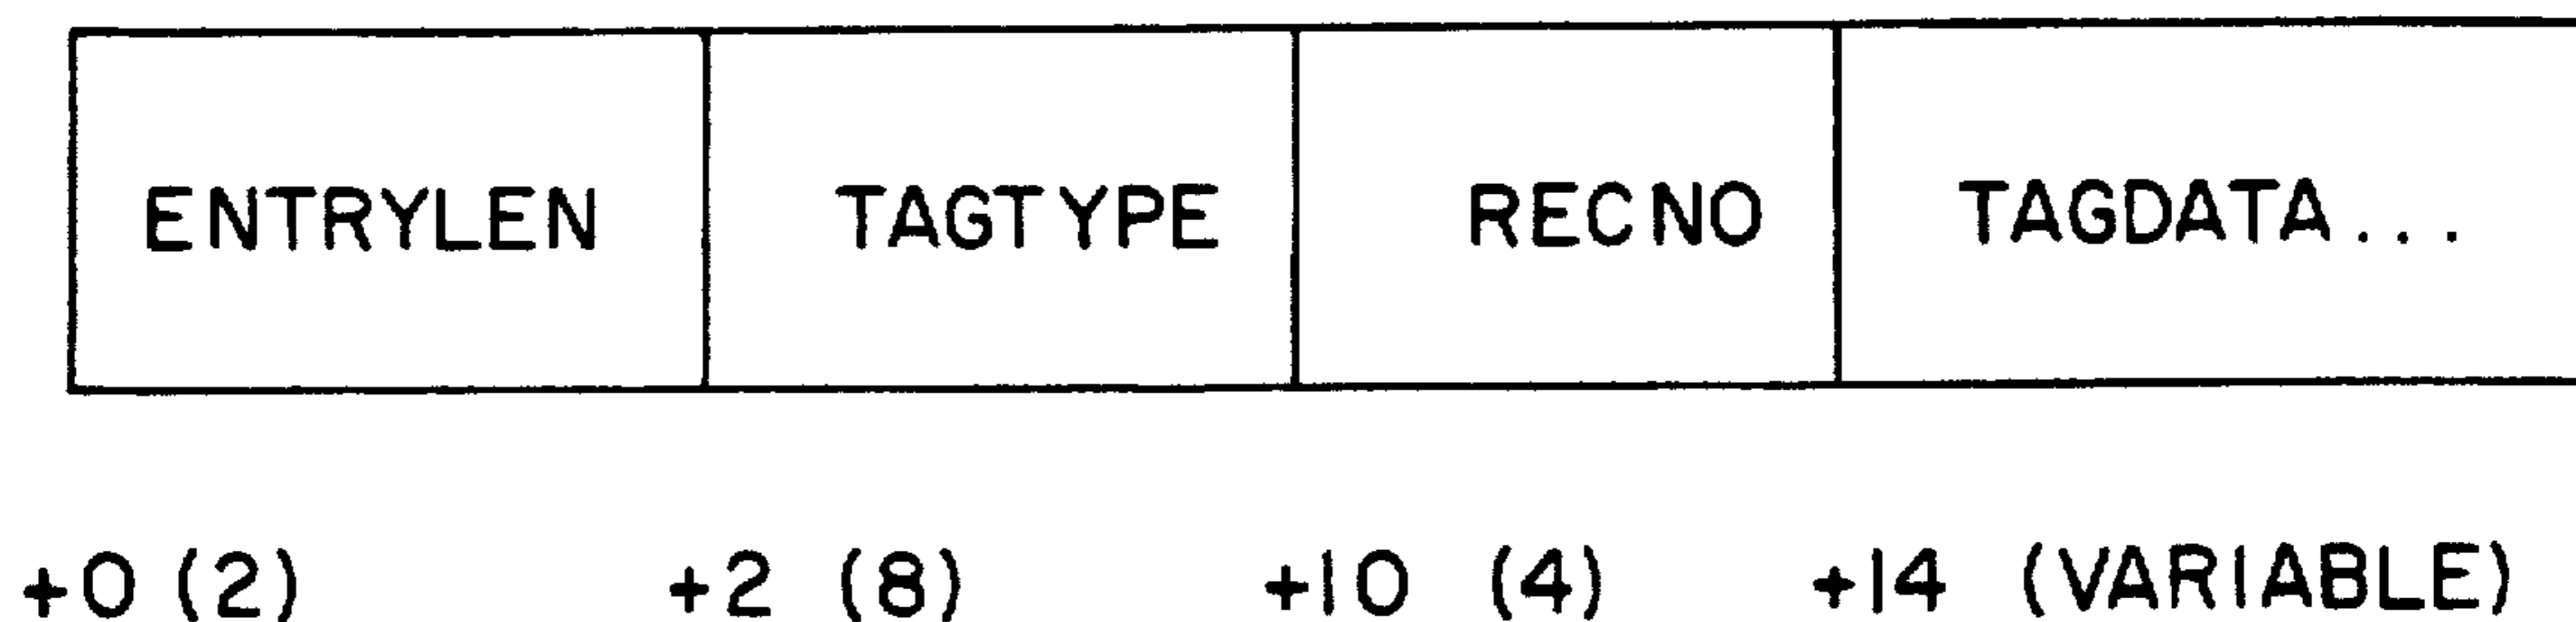 ENTRYLEN TAGTYPE RECNO TAGDATA...
+0 (2) +2 (8) +10 (4) +14 (VARIABLE)